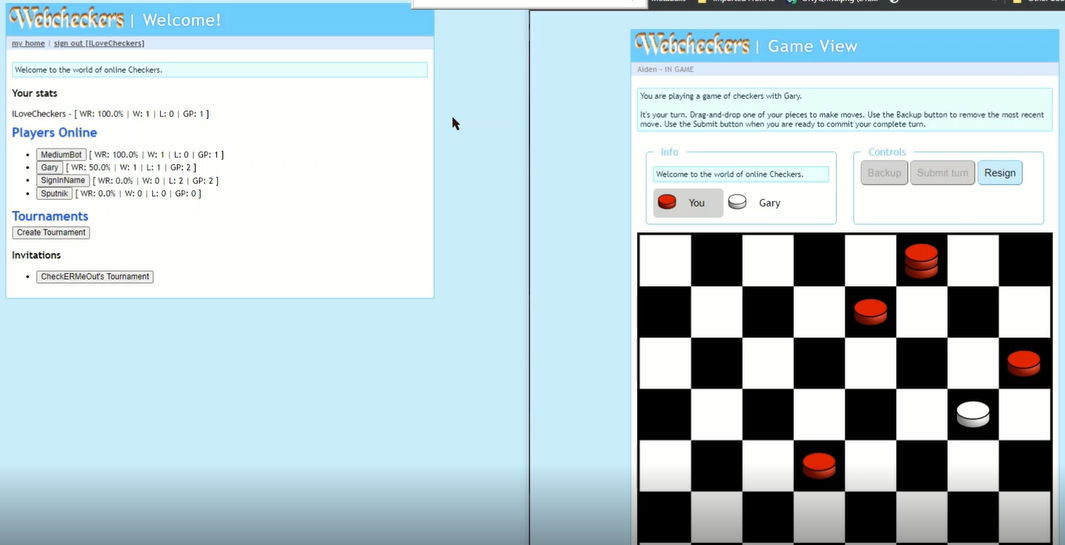 Webcheckers | Welcome!
my home | sign out [ILoveCheckers]
Welcome to the world of online Checkers.
Your stats
ILoveCheckers - [ WR: 100.0% | W: 1 | L: 0 | GP: 1 ]
Players Online
MediumBot [ WR: 100.0% | W: 1 | L: 0 | GP: 1 ]
Gary [ WR: 50.0% | W: 1 | L: 1 | GP: 2 ]
SignInName [ WR: 0.0% | W: 0 | L: 2 | GP: 2 ]
Sputnik [ WR: 0.0% | W: 0 | L: 0 | GP: 0 ]
Tournaments
Create Tournament
Invitations
CheckERMeOut's Tournament
Webcheckers | Game View
Aiden - IN GAME
You are playing a game of checkers with Gary.
It's your turn. Drag-and-drop one of your pieces to make moves. Use the Backup button to remove the most recent
move. Use the Submit button when you are ready to commit your complete turn.
Info
Welcome to the world of online Checkers.
You Gary
Controls
Backup Submit turn Resign